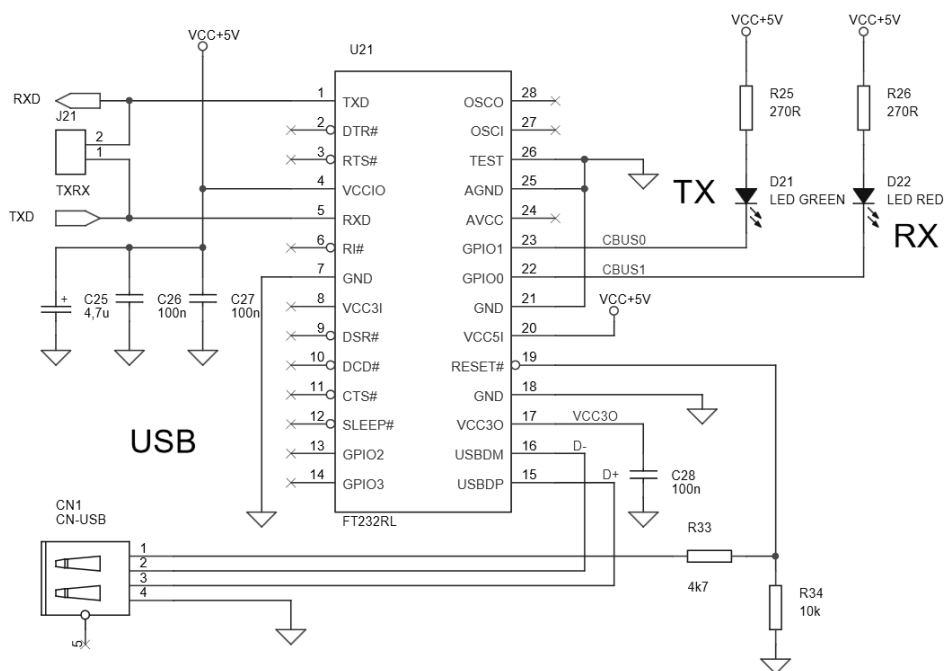 VCC+5V
VCC+5V
VCC+5V
U21
RXD
J21
2
1
TXRX
TXD
1 TXD OSCO 28
2 DTR# OSCI 27
3 RTS# TEST 26
4 VCCIO AGND 25
5 RXD AVCC 24
6 RI# GPIO1 23 CBUS0
7 GND GPIO0 22 CBUS1
8 VCC3I GND 21
9 DSR# VCC5I 20
10 DCD# RESET# 19
11 CTS# GND 18
12 SLEEP# VCC3O 17 VCC3O
13 GPIO2 USBDM 16 D-
14 GPIO3 USBDP 15 D+
FT232RL
R25
270R
R26
270R
TX
D21
LED GREEN
D22
LED RED
RX
VCC+5V
+
C25
4,7u
C26
100n
C27
100n
USB
C28
100n
CN1
CN-USB
1
2
3
4
5
R33
4k7
R34
10k